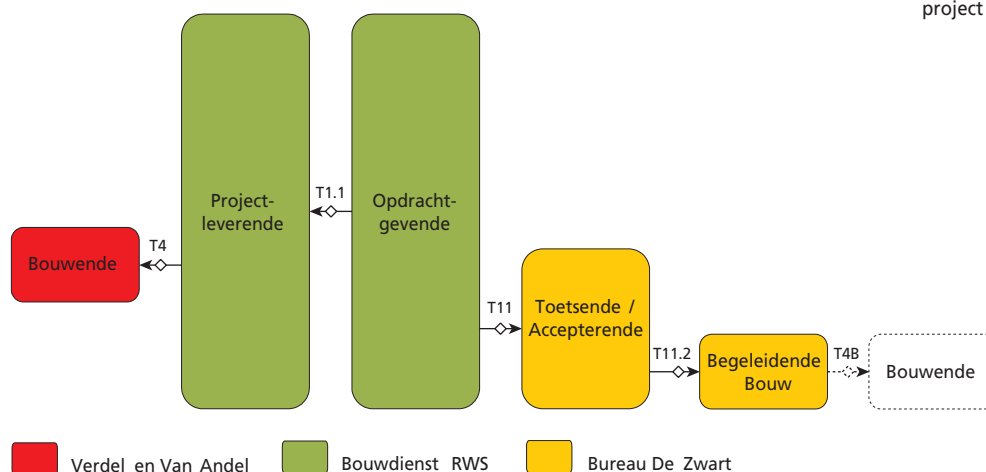 project
Project-
leverende
T1.1
Opdracht-
gevende
T4
Bouwende
T11
Toetsende / 
Accepterende
T11.2
Begeleidende
Bouw
T4B
Bouwende
Verdel en Van Andel
Bouwdienst RWS
Bureau De Zwart